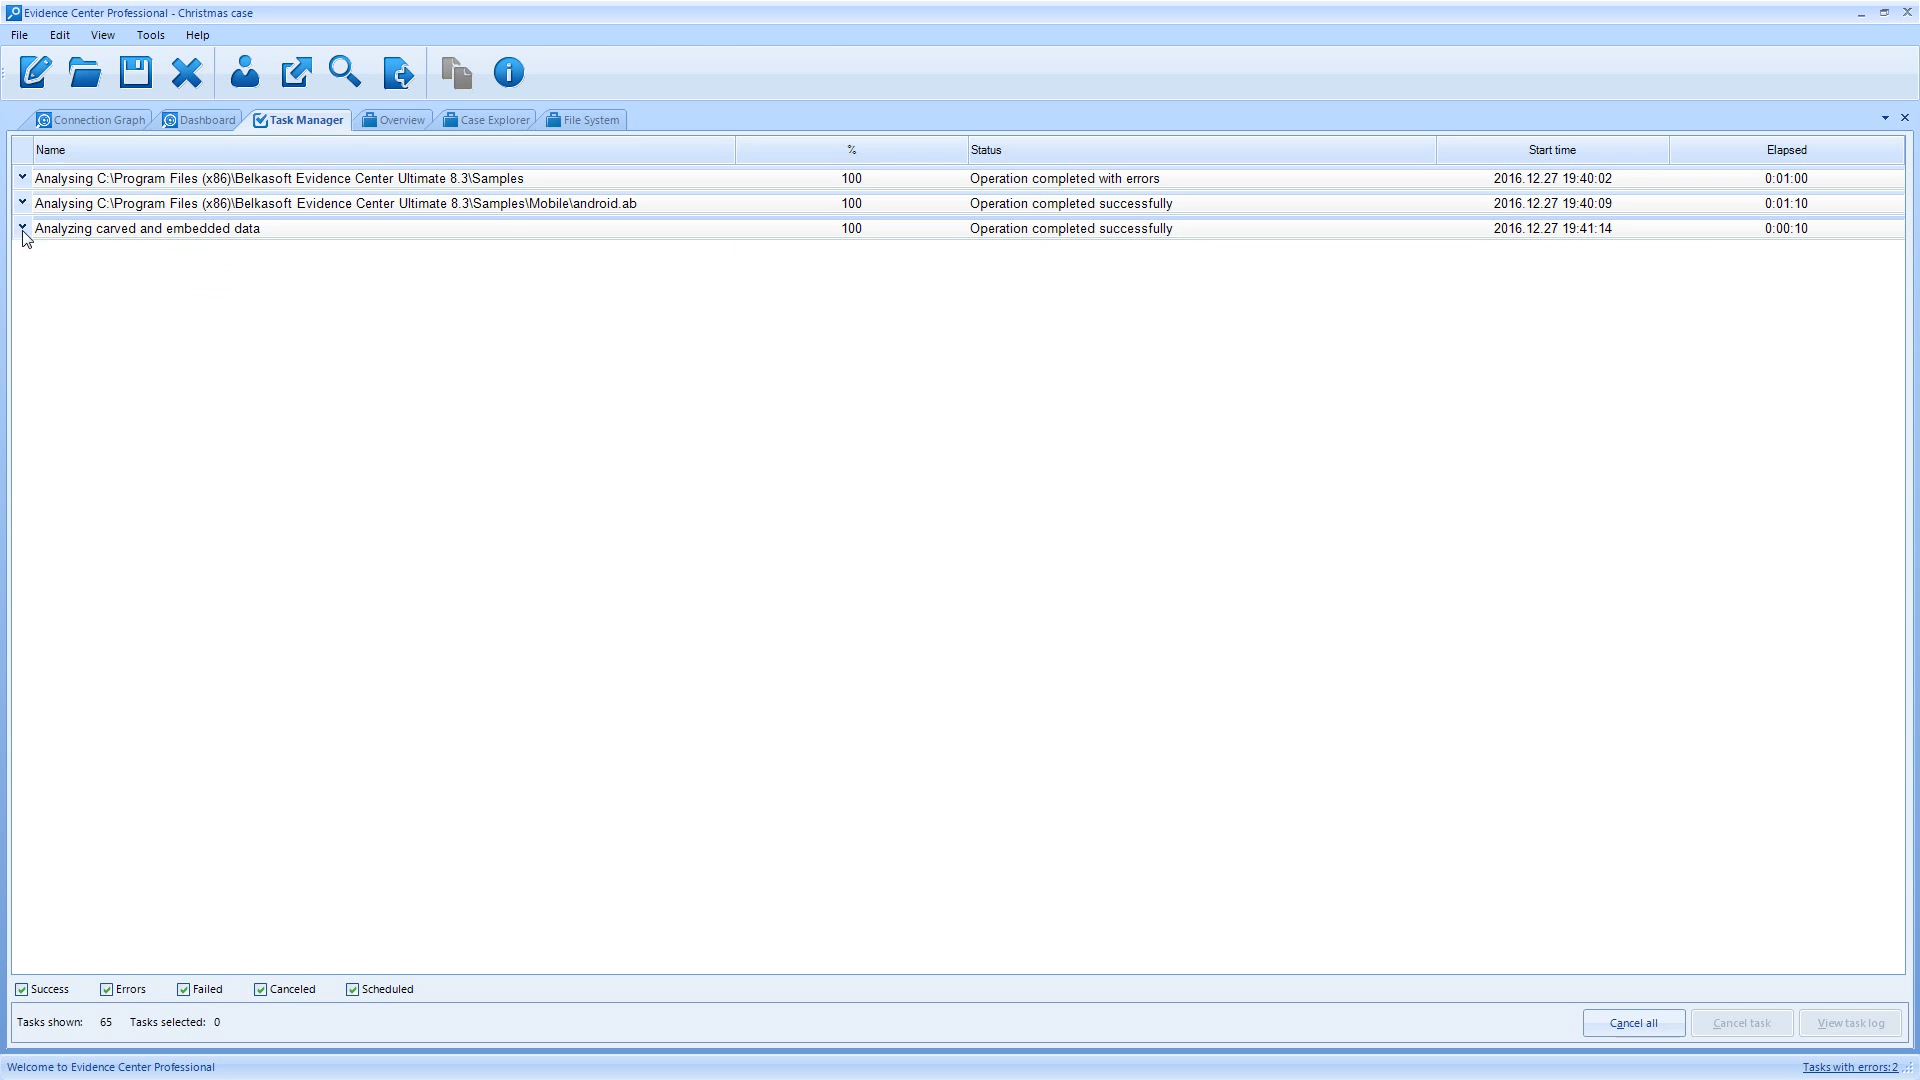 Evidence Center Professional - Christmas case
File Edit View Tools Help
Connection Graph Dashboard Task Manager Overview Case Explorer File System
Name % Status Start time Elapsed
Analysing C:\Program Files (x86)\Belkasoft Evidence Center Ultimate 8.3\Samples 100 Operation completed with errors 2016.12.27 19:40:02 0:01:00
Analysing C:\Program Files (x86)\Belkasoft Evidence Center Ultimate 8.3\Samples\Mobile\android.ab 100 Operation completed successfully 2016.12.27 19:40:09 0:01:10
Analyzing carved and embedded data 100 Operation completed successfully 2016.12.27 19:41:14 0:00:10
Success Errors Failed Canceled Scheduled
Tasks shown: 65 Tasks selected: 0 Cancel all Cancel task View task log
Welcome to Evidence Center Professional Tasks with errors:2